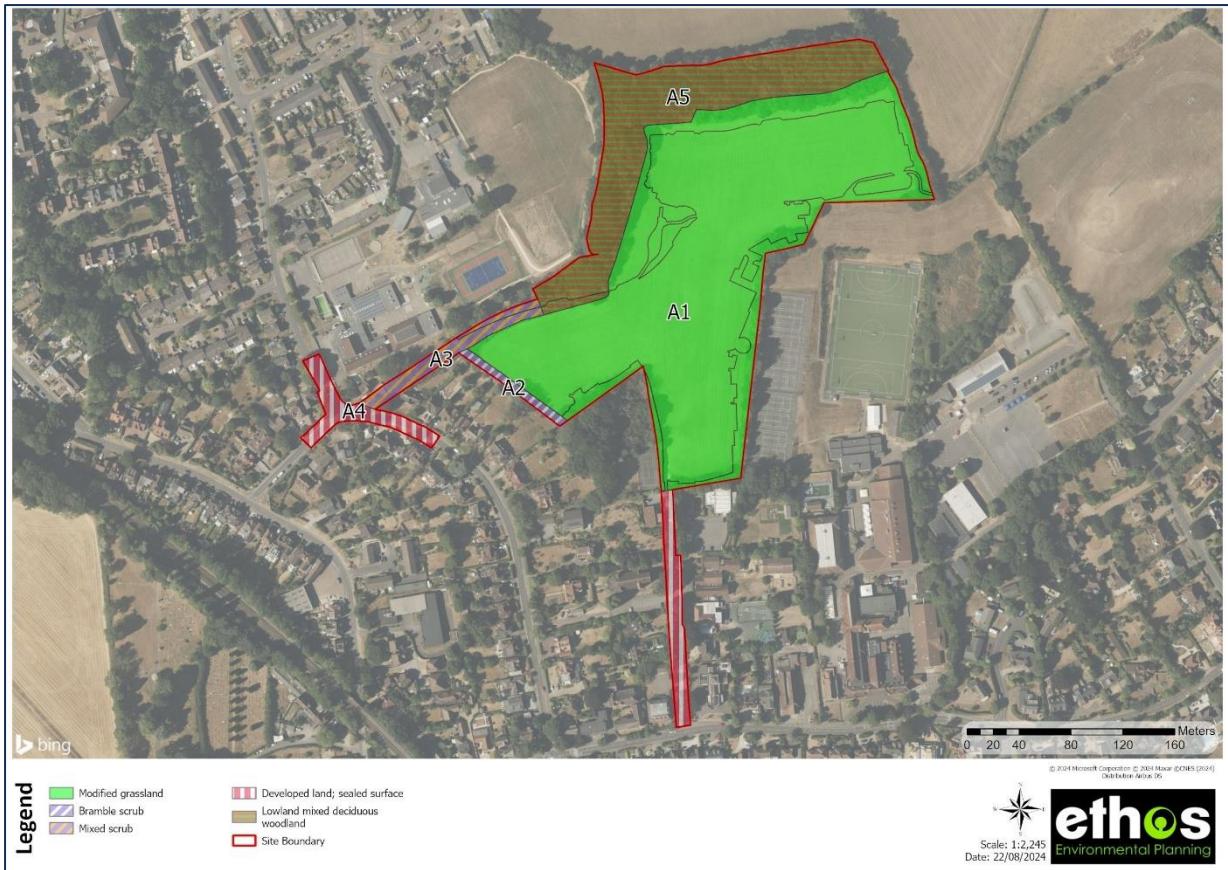 A5
A1
A3
A2
A4
bing
Meters
0 20 40 80 120 160
© 2024 Microsoft Corporation © 2024 Maxar ©CNES (2024)
Distribution Airbus DS
Legend
Modified grassland
Bramble scrub
Mixed scrub
Developed land; sealed surface
Lowland mixed deciduous
woodland
Site Boundary
N
Scale: 1:2,245
Date: 22/08/2024
ethos
Environmental Planning